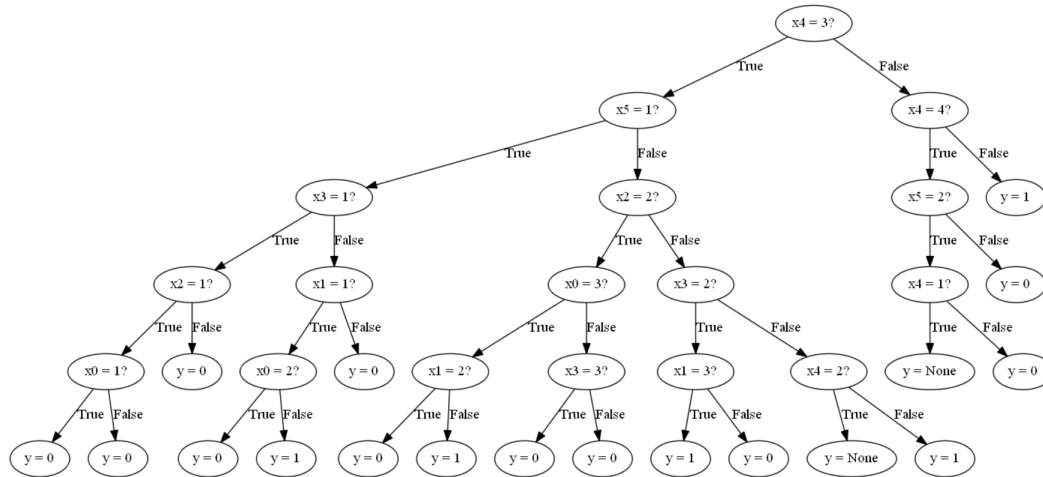 x4 = 3?
True
False
x5 = 1?
x4 = 4?
True
False
True
False
x3 = 1?
x2 = 2?
x5 = 2?
y = 1
True
False
True
False
True
False
x2 = 1?
x1 = 1?
x0 = 3?
x3 = 2?
x4 = 1?
y = 0
True
False
True
False
True
False
True
False
True
False
x0 = 1?
y = 0
x0 = 2?
y = 0
x1 = 2?
x3 = 3?
x1 = 3?
x4 = 2?
y = None
y = 0
True
False
True
False
True
False
True
False
True
False
True
False
y = 0
y = 0
y = 0
y = 1
y = 0
y = 1
y = 0
y = 0
y = 1
y = 0
y = None
y = 1